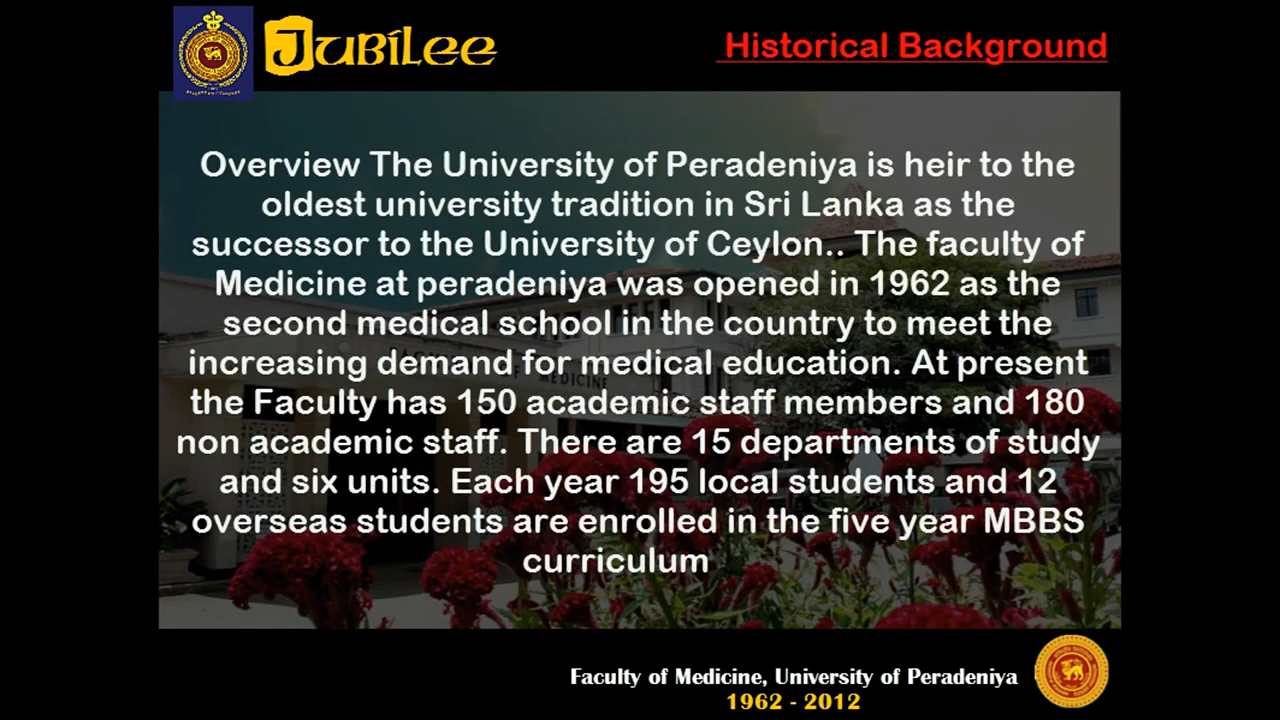 Jubilee
Historical Background
Overview The University of Peradeniya is heir to the
oldest university tradition in Sri Lanka as the
successor to the University of Ceylon.. The faculty of
Medicine at peradeniya was opened in 1962 as the
second medical school in the country to meet the
increasing demand for medical education. At present
the Faculty has 150 academic staff members and 180
non academic staff. There are 15 departments of study
and six units. Each year 195 local students and 12
overseas students are enrolled in the five year MBBS
curriculum
MEDICINE
Faculty of Medicine, University of Peradeniya
1962 - 2012